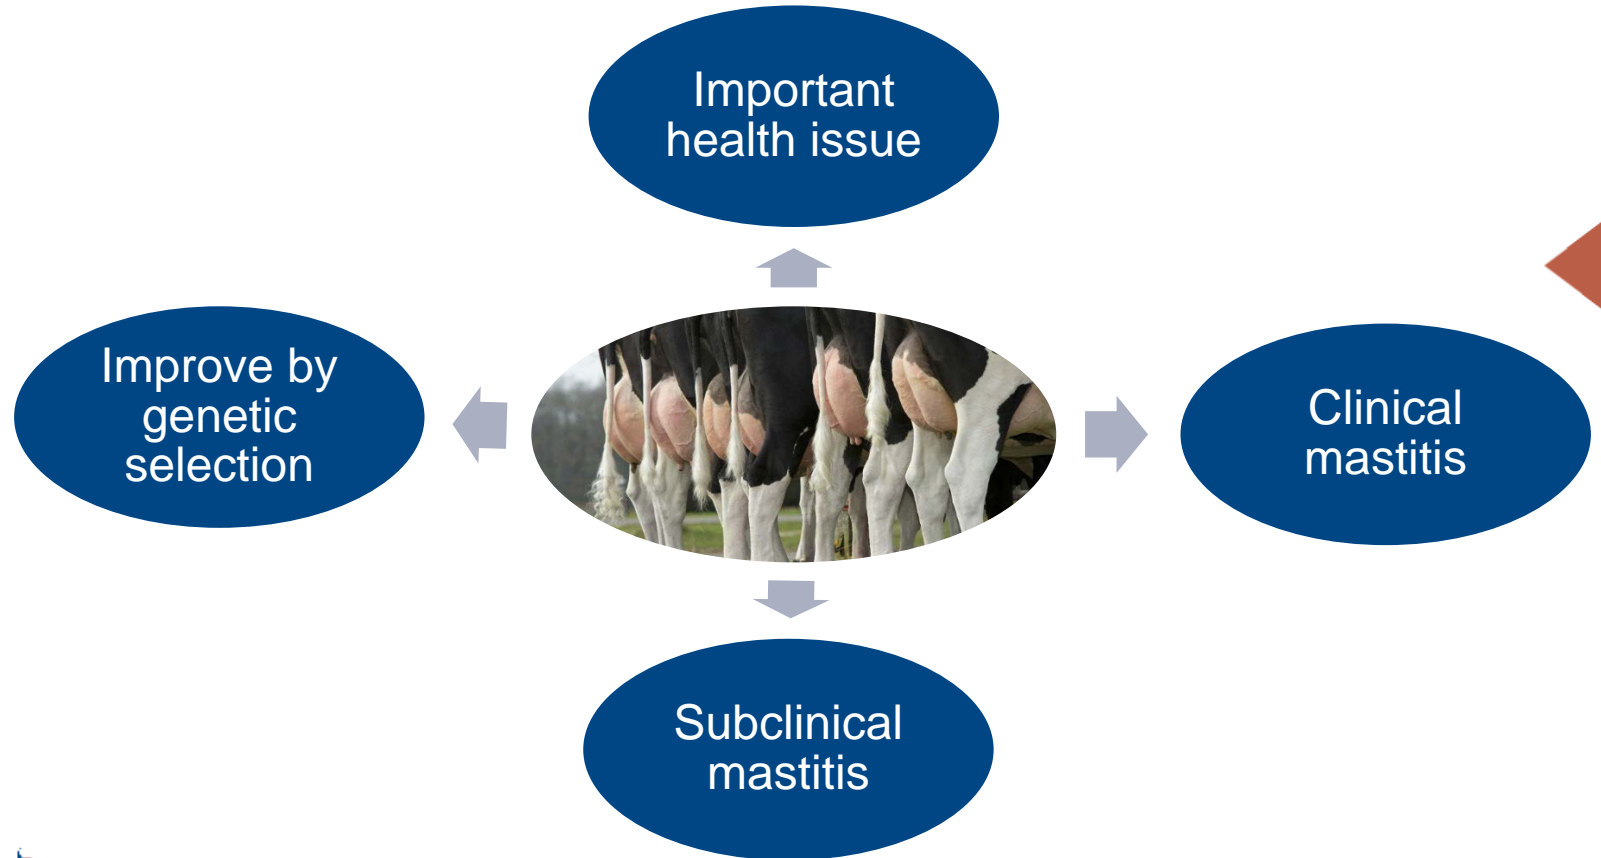 Important
health issue
Improve by
genetic
selection
Clinical
mastitis
Subclinical
mastitis